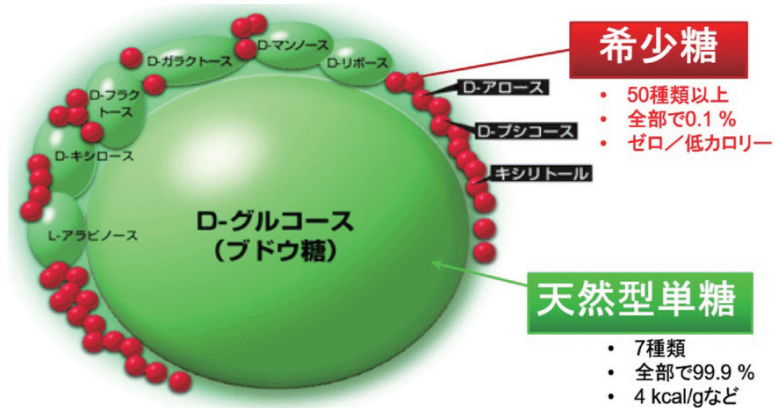 D-マンノース
D-ガラクトース
D-リボース
D-フラク
トース
D-キシロース
L-アラビノース
D-グルコース
（ブドウ糖）
D-アロース
D-プシコース
キシリトール
希少糖
• 50種類以上
• 全部で0.1 %
• ゼロ／低カロリー
天然型単糖
• 7種類
• 全部で99.9 %
• 4 kcal/gなど